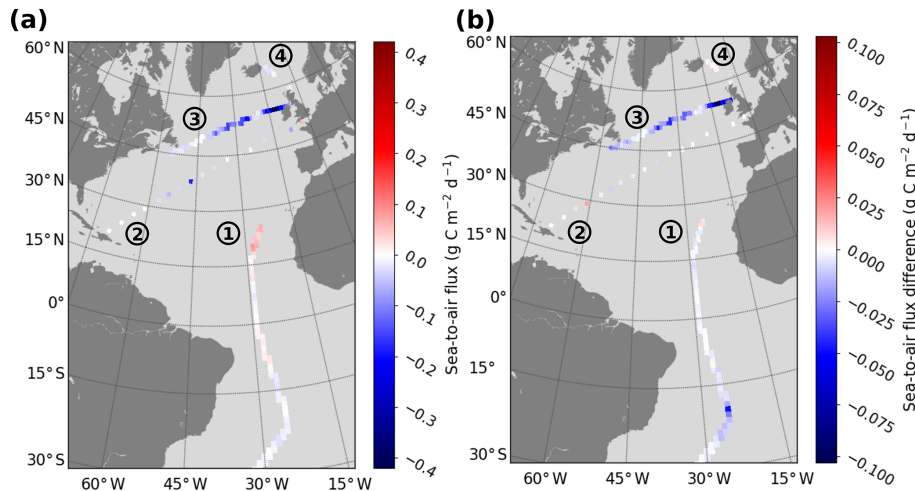 (a)
60°N
45°N
30°N
15°N
0°
15°S
30°S
60°W
45°W
30°W
15°W
①
②
③
④
0.4
0.3
0.2
0.1
0.0
−0.1
−0.2
−0.3
−0.4
Sea-to-air flux (g C m⁻² d⁻¹)
(b)
60°N
45°N
30°N
15°N
0°
15°S
30°S
60°W
45°W
30°W
15°W
①
②
③
④
0.100
0.075
0.050
0.025
0.000
−0.025
−0.050
−0.075
−0.100
Sea-to-air flux difference (g C m⁻² d⁻¹)